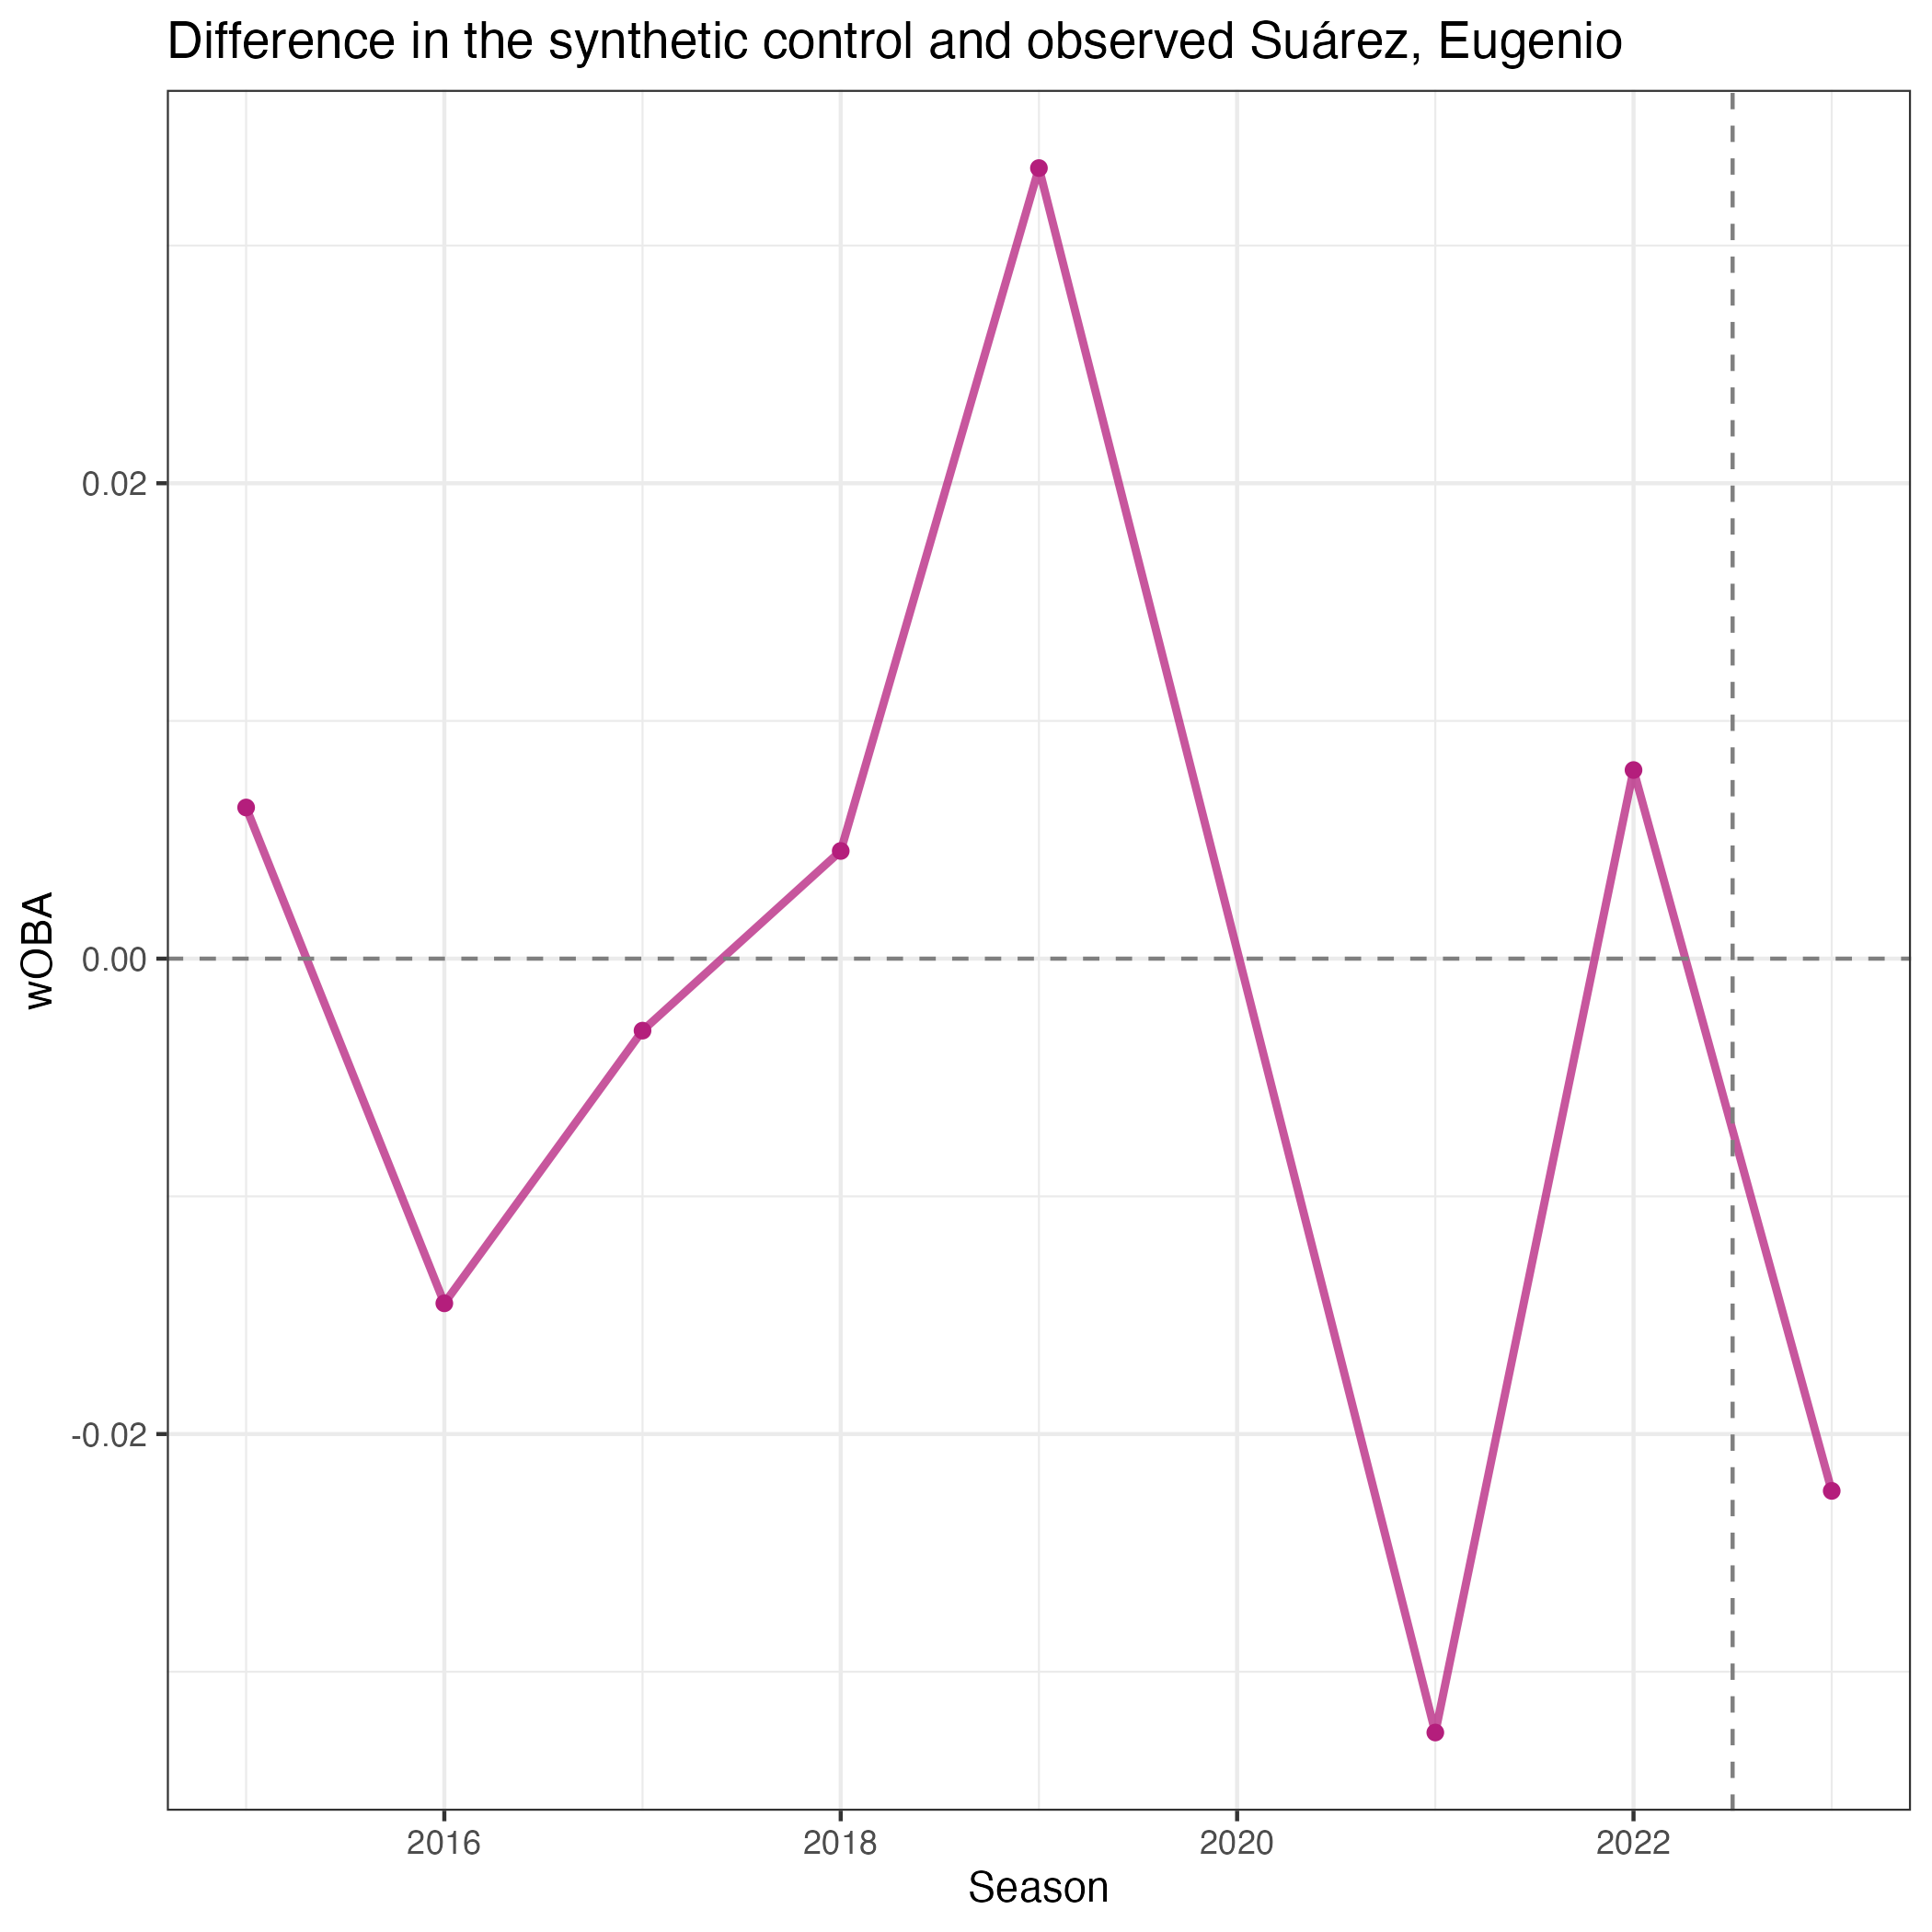 Difference in the synthetic control and observed Suárez, Eugenio
wOBA
0.02
0.00
-0.02
2016 2018 2020 2022
Season